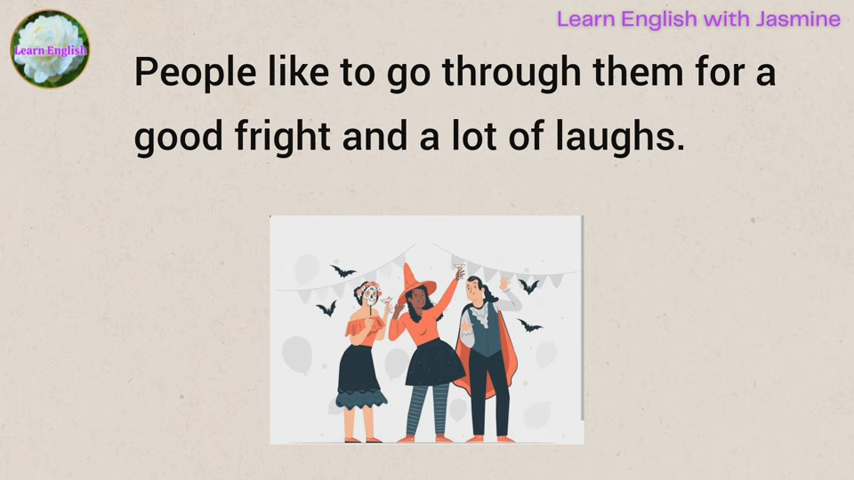 Learn English with Jasmine
Learn English
People like to go through them for a
good fright and a lot of laughs.